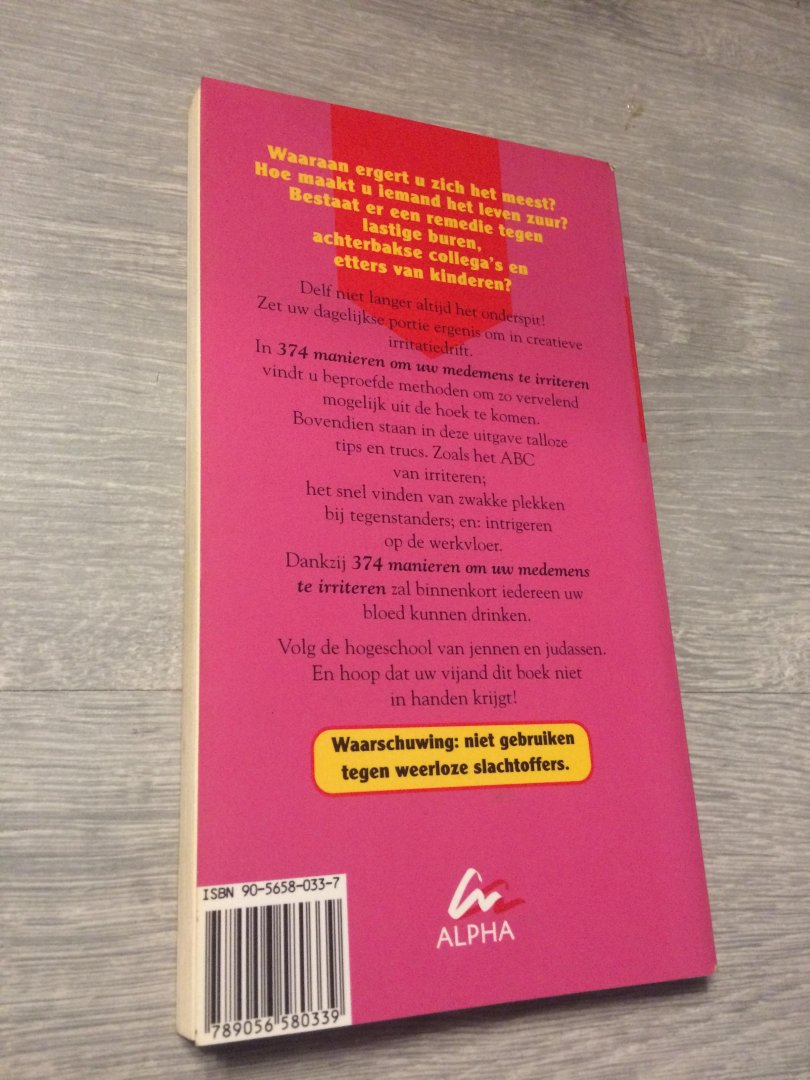 Waaraan ergert u zich het meest?
Hoe maakt u iemand het leven zuur?
Bestaat er een remedie tegen
lastige buren,
achterbakse collega's en
etters van kinderen?
Delf niet langer altijd het onderspit!
Zet uw dagelijkse portie ergenis om in creatieve
irritatiedrift.
In 374 manieren om uw medemens te irriteren
vindt u beproefde methoden om zo vervelend
mogelijk uit de hoek te komen.
Bovendien staan in deze uitgave talloze
tips en trucs. Zoals het ABC
van irriteren;
het snel vinden van zwakke plekken
bij tegenstanders; en: intrigeren
op de werkvloer.
Dankzij 374 manieren om uw medemens
te irriteren zal binnenkort iedereen uw
bloed kunnen drinken.
Volg de hogeschool van jennen en judassen.
En hoop dat uw vijand dit boek niet
in handen krijgt!
Waarschuwing: niet gebruiken
tegen weerloze slachtoffers.
ISBN 90-5658-033-7
789056 580339
ALPHA